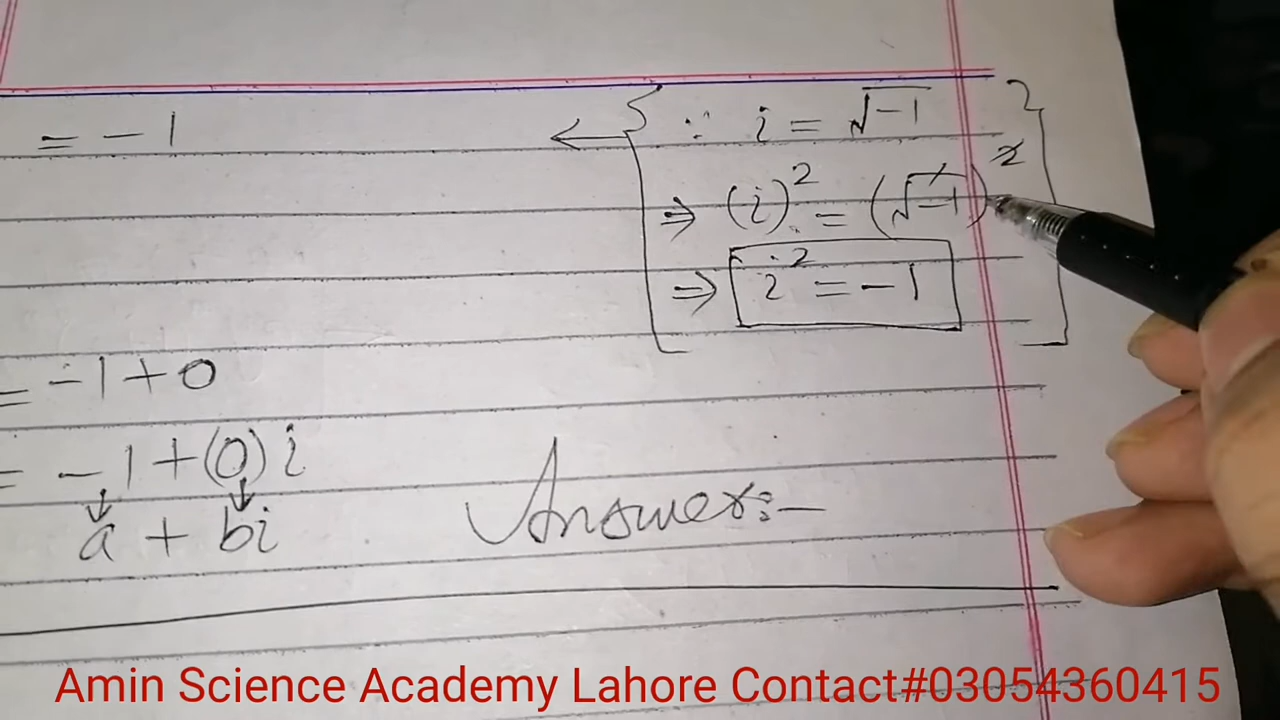 = -1 ← { ∵ i = √-1 }
⇒ (i)² = (√-1)²
⇒ i² = -1
= -1 + 0
= -1 + (0) i
↓ ↓
a + bi
Answer:-
Amin Science Academy Lahore Contact#03054360415